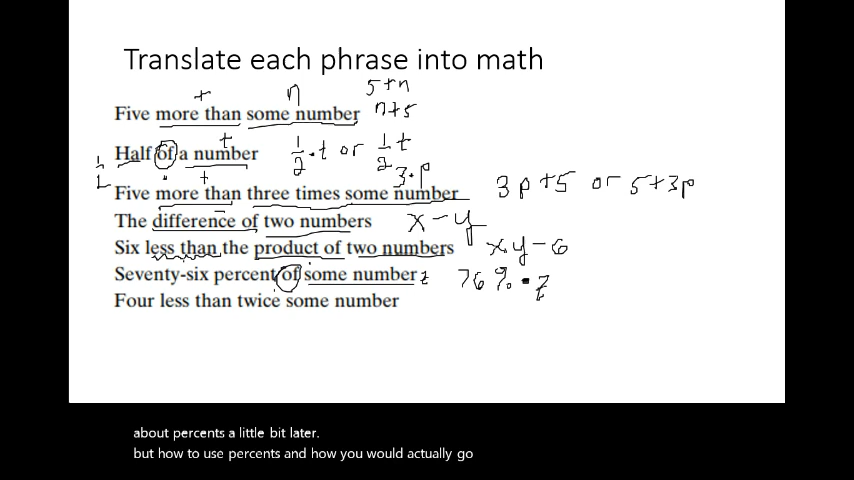 Translate each phrase into math
+ n 5+n
Five more than some number n+5
t
1/2 Half of a number 1/2 · t or 1/2 t
· + 3·p
Five more than three times some number 3p+5 or 5+3p
–
The difference of two numbers x-y
Six less than the product of two numbers xy-6
Seventy-six percent of some number z 76% · z
Four less than twice some number
about percents a little bit later.
but how to use percents and how you would actually go